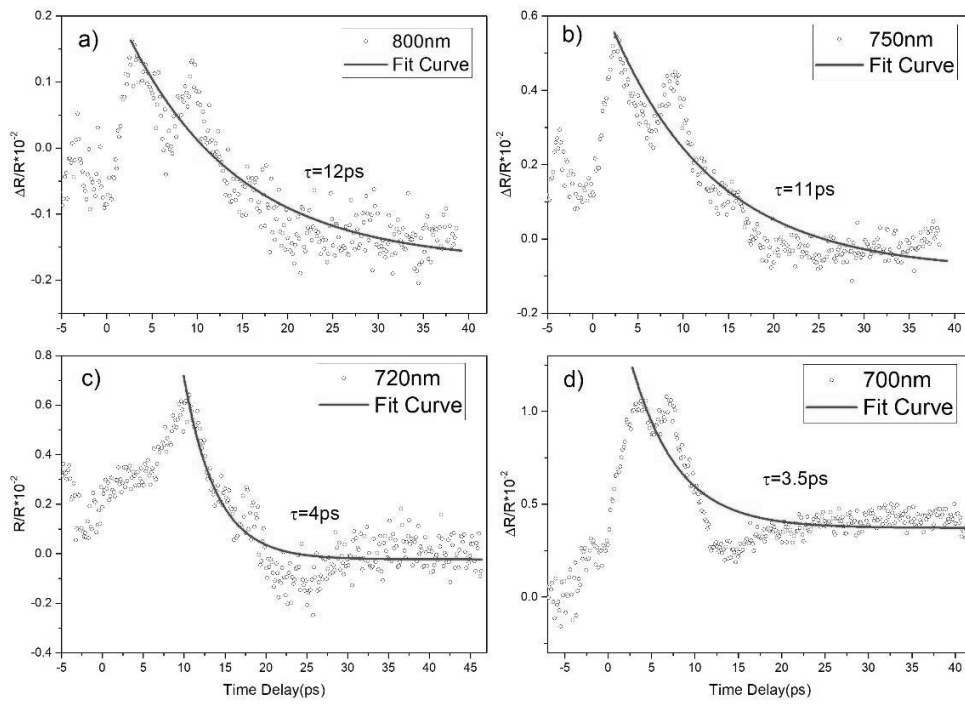 a)
800nm
Fit Curve
τ=12ps
ΔR/R*10⁻²
0.2
0.1
0.0
-0.1
-0.2
-5 0 5 10 15 20 25 30 35 40
b)
750nm
Fit Curve
τ=11ps
ΔR/R*10⁻²
0.6
0.4
0.2
0.0
-0.2
-5 0 5 10 15 20 25 30 35 40
c)
720nm
Fit Curve
τ=4ps
R/R*10⁻²
0.8
0.6
0.4
0.2
0.0
-0.2
-0.4
-5 0 5 10 15 20 25 30 35 40 45
Time Delay(ps)
d)
700nm
Fit Curve
τ=3.5ps
ΔR/R*10⁻²
1.0
0.5
0.0
-5 0 5 10 15 20 25 30 35 40
Time Delay(ps)